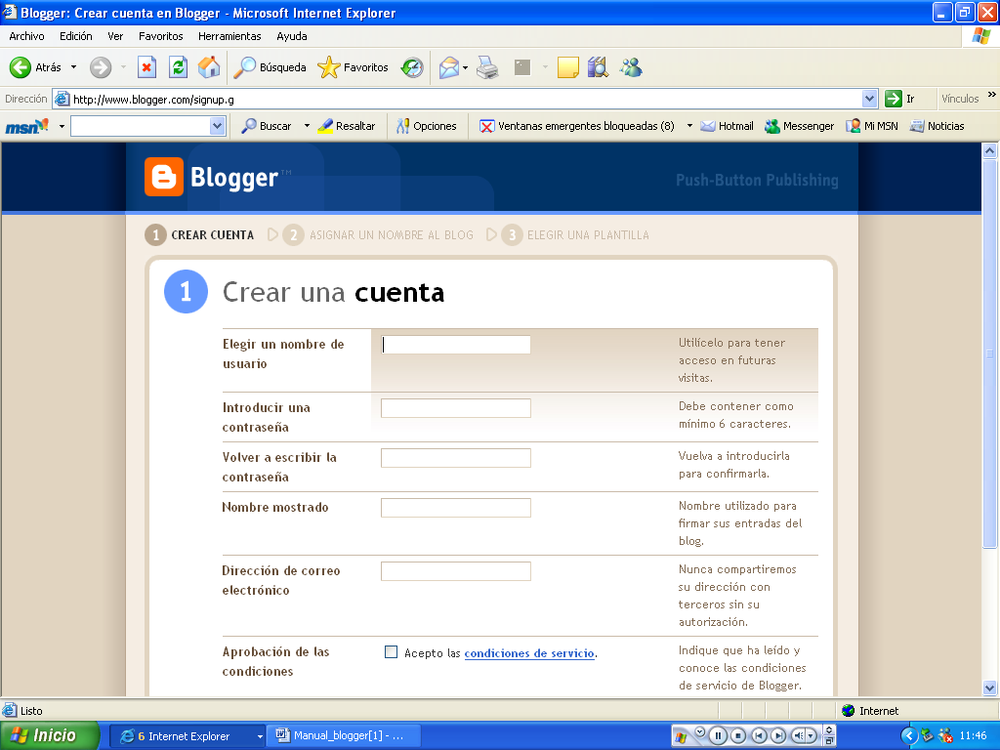 Blogger: Crear cuenta en Blogger - Microsoft Internet Explorer
Archivo Edición Ver Favoritos Herramientas Ayuda
Atrás Búsqueda Favoritos
Dirección http://www.blogger.com/signup.g Ir Vínculos »
msn Buscar Resaltar Opciones Ventanas emergentes bloqueadas (8) Hotmail Messenger Mi MSN Noticias
Blogger™ Push-Button Publishing
1 CREAR CUENTA 2 ASIGNAR UN NOMBRE AL BLOG 3 ELEGIR UNA PLANTILLA
1 Crear una cuenta
Elegir un nombre de
usuario
Utilícelo para tener
acceso en futuras
visitas.
Introducir una
contraseña
Debe contener como
mínimo 6 caracteres.
Volver a escribir la
contraseña
Vuelva a introducirla
para confirmarla.
Nombre mostrado
Nombre utilizado para
firmar sus entradas del
blog.
Dirección de correo
electrónico
Nunca compartiremos
su dirección con
terceros sin su
autorización.
Aprobación de las
condiciones
Acepto las condiciones de servicio.
Indique que ha leído y
conoce las condiciones
de servicio de Blogger.
Listo Internet
Inicio 6 Internet Explorer Manual_blogger[1] - ... 11:46